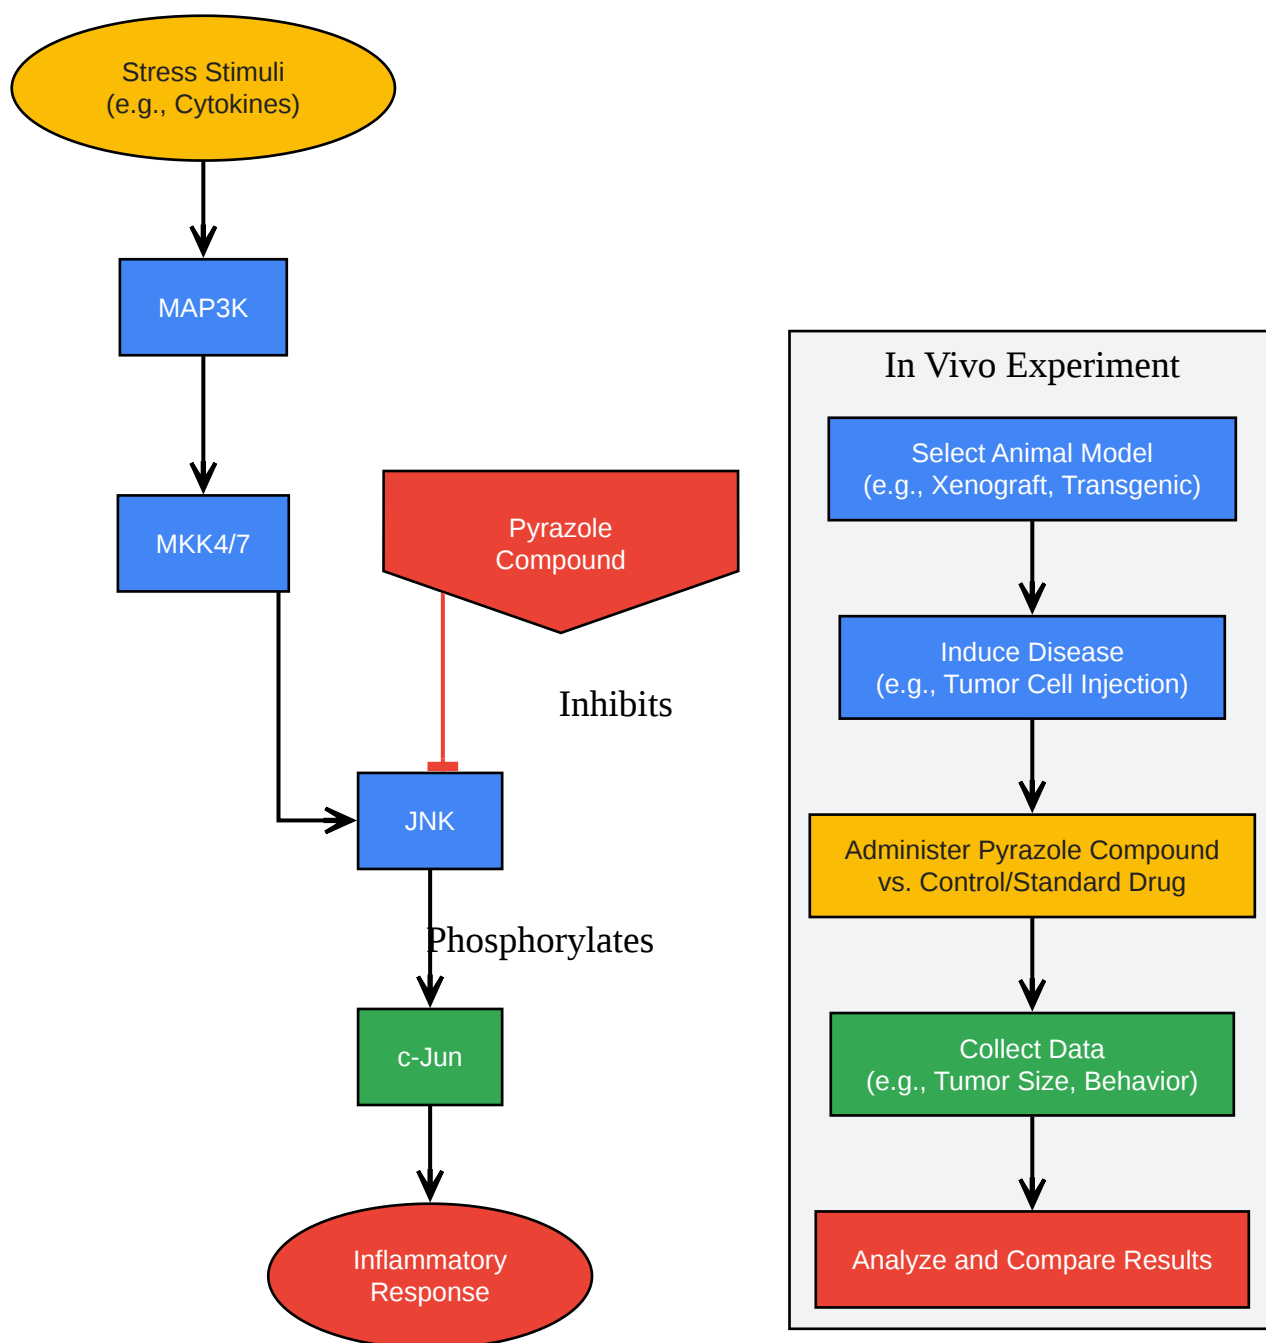 Stress Stimuli
(e.g., Cytokines)
MAP3K
MKK4/7
Pyrazole
Compound
Inhibits
JNK
Phosphorylates
c-Jun
Inflammatory
Response
In Vivo Experiment
Select Animal Model
(e.g., Xenograft, Transgenic)
Induce Disease
(e.g., Tumor Cell Injection)
Administer Pyrazole Compound
vs. Control/Standard Drug
Collect Data
(e.g., Tumor Size, Behavior)
Analyze and Compare Results